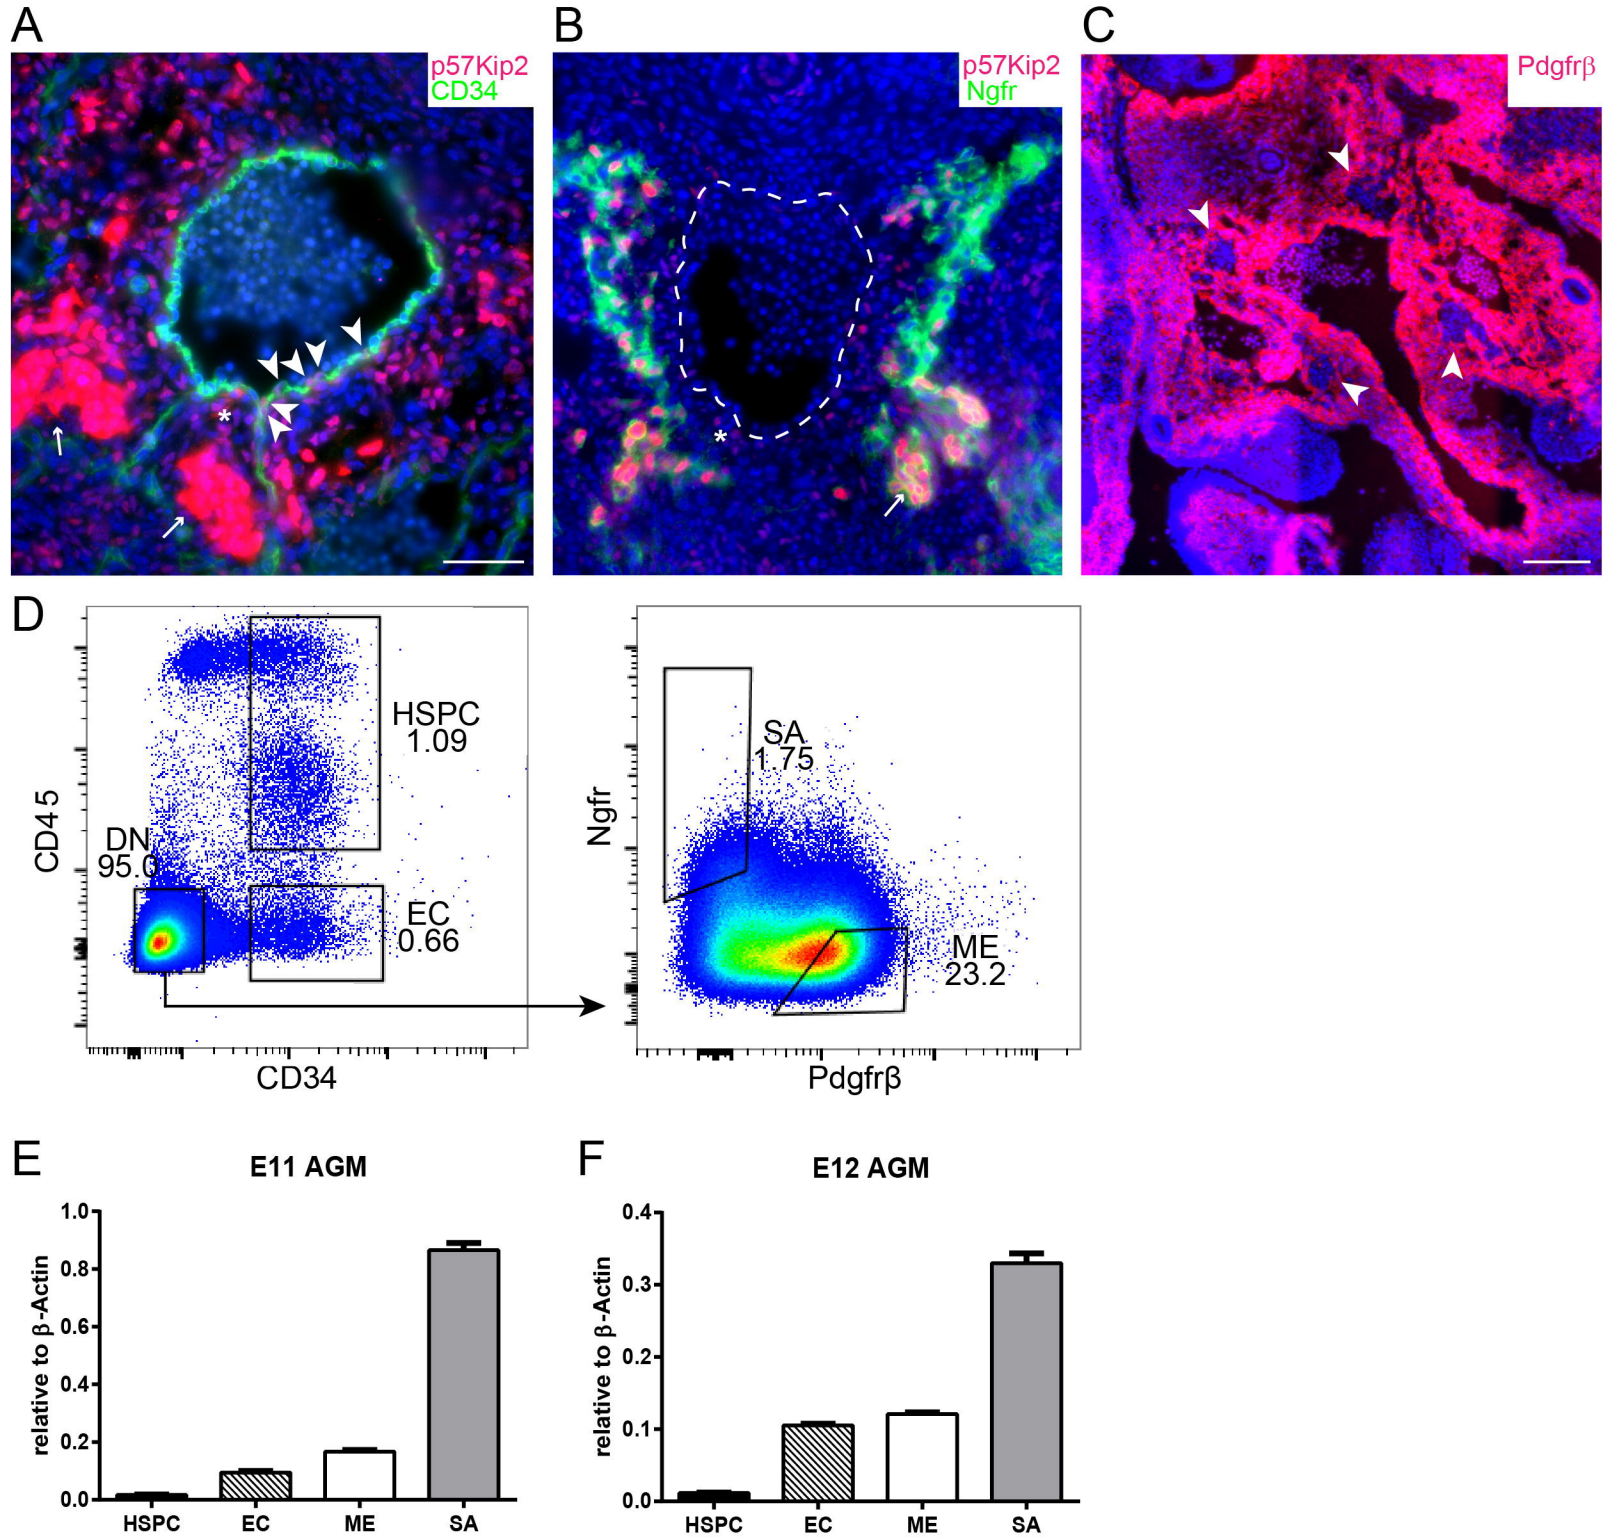 A
p57Kip2
CD34
*
B
p57Kip2
Ngfr
*
C
Pdgfrβ
D
CD45
HSPC
1.09
DN
95.0
EC
0.66
CD34
Ngfr
SA
1.75
ME
23.2
Pdgfrβ
E
E11 AGM
relative to β-Actin
1.0
0.8
0.6
0.4
0.2
0.0
HSPC EC ME SA
F
E12 AGM
relative to β-Actin
0.4
0.3
0.2
0.1
0.0
HSPC EC ME SA